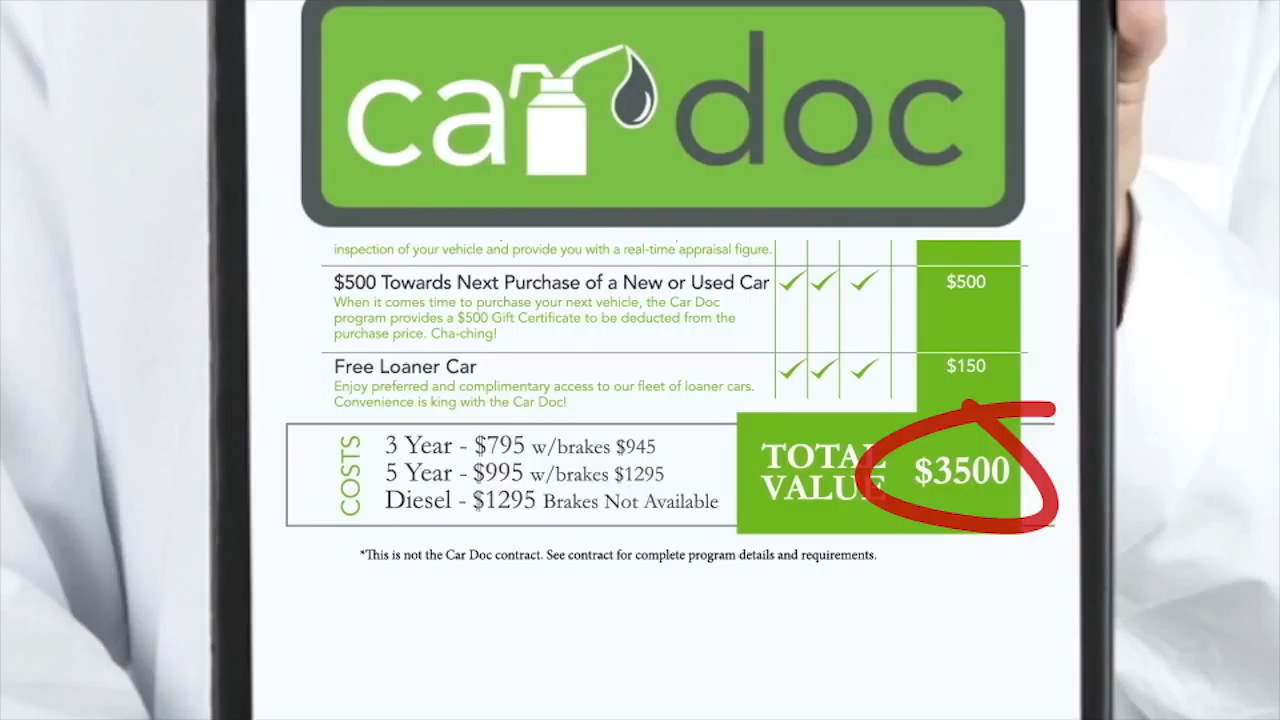 car doc
inspection of your vehicle and provide you with a real-time appraisal figure.
$500 Towards Next Purchase of a New or Used Car
$500
When it comes time to purchase your next vehicle, the Car Doc
program provides a $500 Gift Certificate to be deducted from the
purchase price. Cha-ching!
Free Loaner Car
$150
Enjoy preferred and complimentary access to our fleet of loaner cars.
Convenience is king with the Car Doc!
COSTS
3 Year - $795 w/brakes $945
5 Year - $995 w/brakes $1295
Diesel - $1295 Brakes Not Available
TOTAL
VALUE
$3500
*This is not the Car Doc contract. See contract for complete program details and requirements.